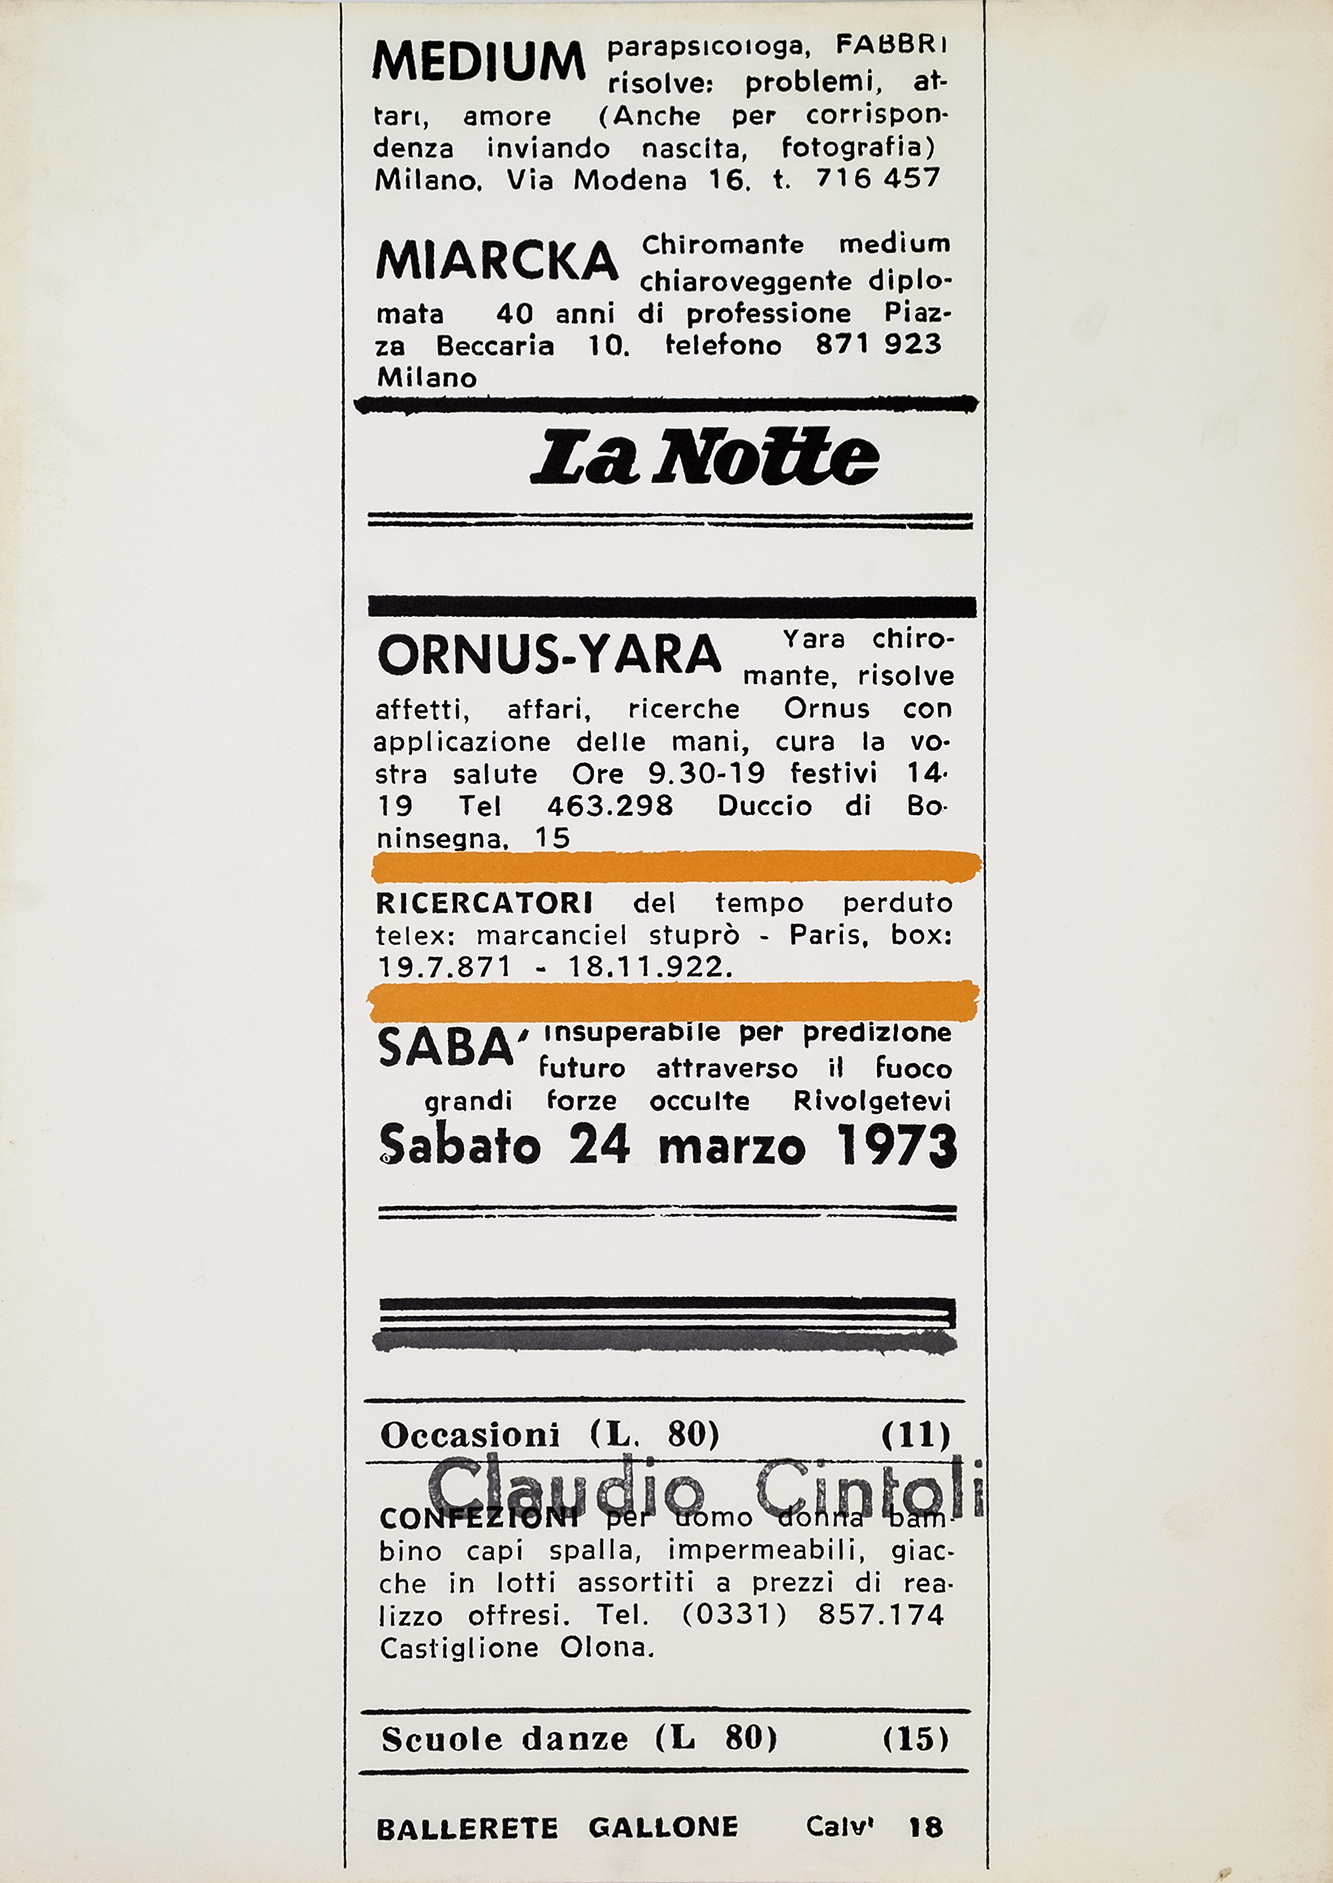 MEDIUM parapsicologa, FABBRI
risolve: problemi, at-
tari, amore (Anche per corrispon-
denza inviando nascita, fotografia)
Milano. Via Modena 16. t. 716 457
MIARCKA Chiromante medium
chiaroveggente diplo-
mata 40 anni di professione Piaz-
za Beccaria 10. telefono 871 923
Milano
La Notte
ORNUS-YARA Yara chiro-
mante, risolve
affetti, affari, ricerche Ornus con
applicazione delle mani, cura la vo-
stra salute Ore 9.30-19 festivi 14-
19 Tel 463.298 Duccio di Bo-
ninsegna, 15
RICERCATORI del tempo perduto
telex: marcanciel stuprò - Paris, box:
19.7.871 - 18.11.922.
SABA' insuperabile per predizione
futuro attraverso il fuoco
grandi forze occulte Rivolgetevi
Sabato 24 marzo 1973
Occasioni (L. 80) (11)
Claudio Cintoli
CONFEZIONI per uomo donna bam-
bino capi spalla, impermeabili, giac-
che in lotti assortiti a prezzi di rea-
lizzo offresi. Tel. (0331) 857.174
Castiglione Olona.
Scuole danze (L 80) (15)
BALLERETE GALLONE Calv' 18